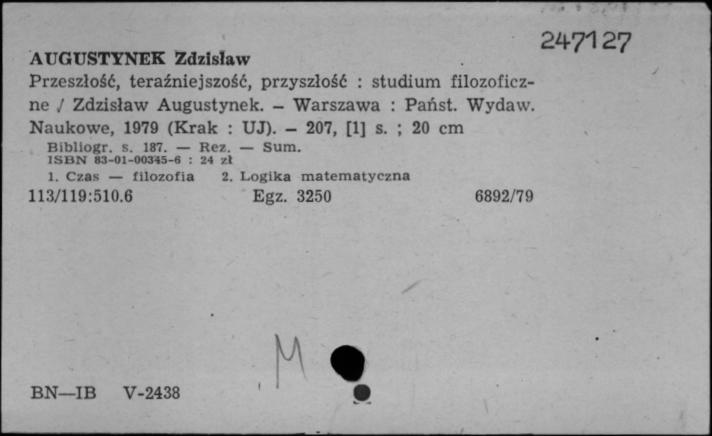 247127
AUGUSTYNEK Zdzisław
Przeszłość, teraźniejszość, przyszłość : studium filozoficz-
ne / Zdzisław Augustynek. — Warszawa : Państ. Wydaw.
Naukowe, 1979 (Krak : UJ). — 207, [1] s. ; 20 cm
Bibliogr. s. 187. — Rez. — Sum.
ISBN 83-01-00345-6 : 24 zł
1. Czas — filozofia 2. Logika matematyczna
113/119:510.6 Egz. 3250 6892/79
M
BN—IB V-2438